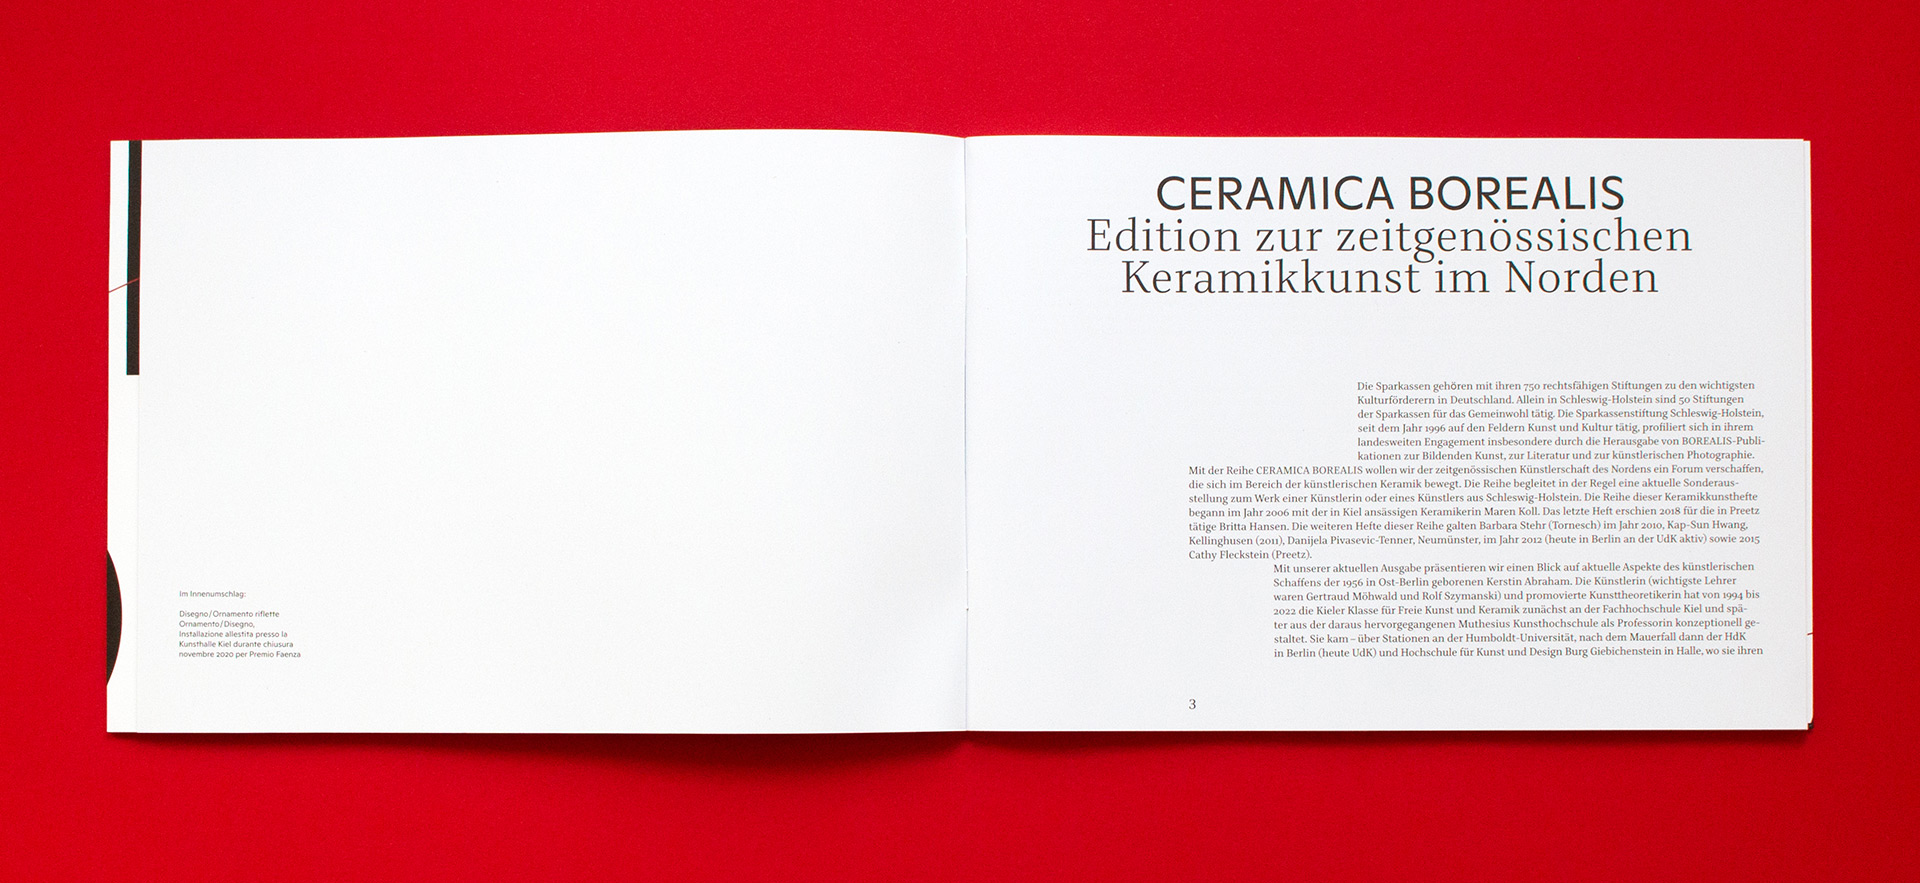 Im Innenumschlag:
Disegno/Ornamento riflette
Ornamento/Disegno,
Installazione allestita presso la
Kunsthalle Kiel durante chiusura
novembre 2020 per Premio Faenza
CERAMICA BOREALIS
Edition zur zeitgenössischen
Keramikkunst im Norden
Die Sparkassen gehören mit ihren 750 rechtsfähigen Stiftungen zu den wichtigsten
Kulturförderern in Deutschland. Allein in Schleswig-Holstein sind 50 Stiftungen
der Sparkassen für das Gemeinwohl tätig. Die Sparkassenstiftung Schleswig-Holstein,
seit dem Jahr 1996 auf den Feldern Kunst und Kultur tätig, profiliert sich in ihrem
landesweiten Engagement insbesondere durch die Herausgabe von BOREALIS-Publi-
kationen zur Bildenden Kunst, zur Literatur und zur künstlerischen Photographie.
Mit der Reihe CERAMICA BOREALIS wollen wir der zeitgenössischen Künstlerschaft des Nordens ein Forum verschaffen,
die sich im Bereich der künstlerischen Keramik bewegt. Die Reihe begleitet in der Regel eine aktuelle Sonderaus-
stellung zum Werk einer Künstlerin oder eines Künstlers aus Schleswig-Holstein. Die Reihe dieser Keramikkunsthefte
begann im Jahr 2006 mit der in Kiel ansässigen Keramikerin Maren Koll. Das letzte Heft erschien 2018 für die in Preetz
tätige Britta Hansen. Die weiteren Hefte dieser Reihe galten Barbara Stehr (Tornesch) im Jahr 2010, Kap-Sun Hwang,
Kellinghusen (2011), Danijela Pivasevic-Tenner, Neumünster, im Jahr 2012 (heute in Berlin an der UdK aktiv) sowie 2015
Cathy Fleckstein (Preetz).
Mit unserer aktuellen Ausgabe präsentieren wir einen Blick auf aktuelle Aspekte des künstlerischen
Schaffens der 1956 in Ost-Berlin geborenen Kerstin Abraham. Die Künstlerin (wichtigste Lehrer
waren Gertraud Möhwald und Rolf Szymanski) und promovierte Kunsttheoretikerin hat von 1994 bis
2022 die Kieler Klasse für Freie Kunst und Keramik zunächst an der Fachhochschule Kiel und spä-
ter aus der daraus hervorgegangenen Muthesius Kunsthochschule als Professorin konzeptionell ge-
staltet. Sie kam – über Stationen an der Humboldt-Universität, nach dem Mauerfall dann der HdK
in Berlin (heute UdK) und Hochschule für Kunst und Design Burg Giebichenstein in Halle, wo sie ihren
3